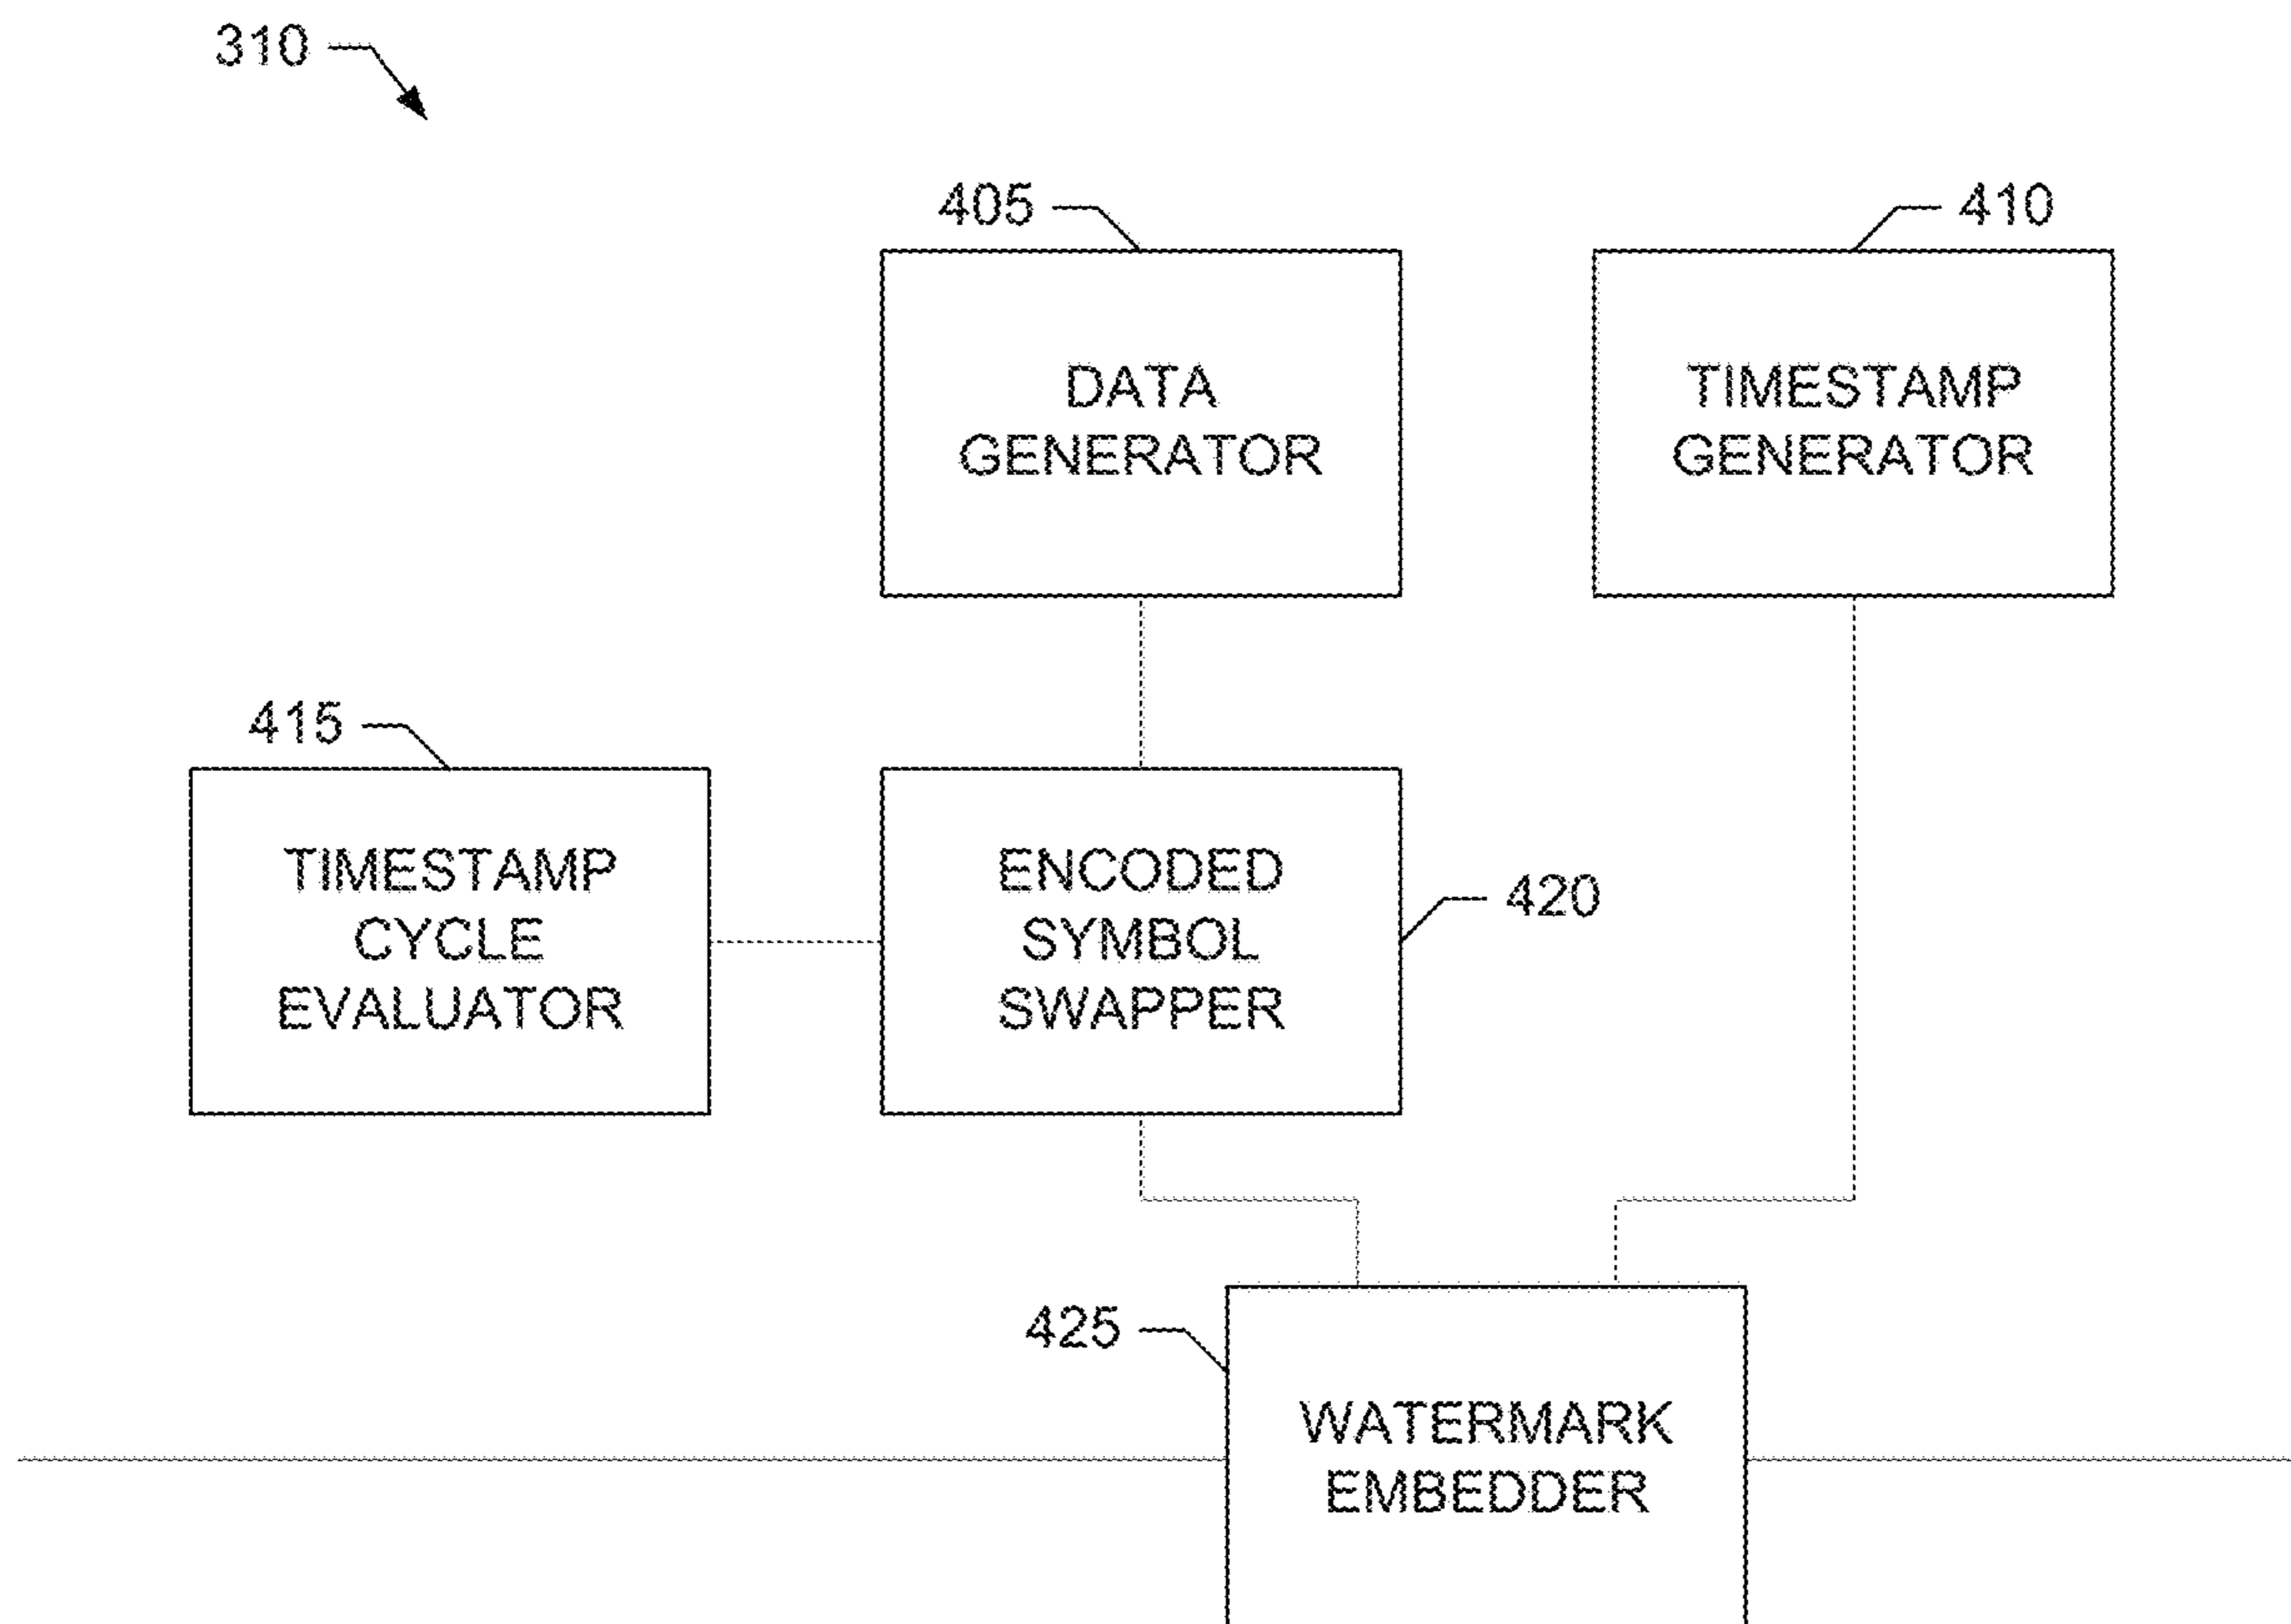 310
405
410
DATA
GENERATOR
TIMESTAMP
GENERATOR
415
TIMESTAMP
CYCLE
EVALUATOR
ENCODED
SYMBOL
SWAPPER
420
425
WATERMARK
EMBEDDER